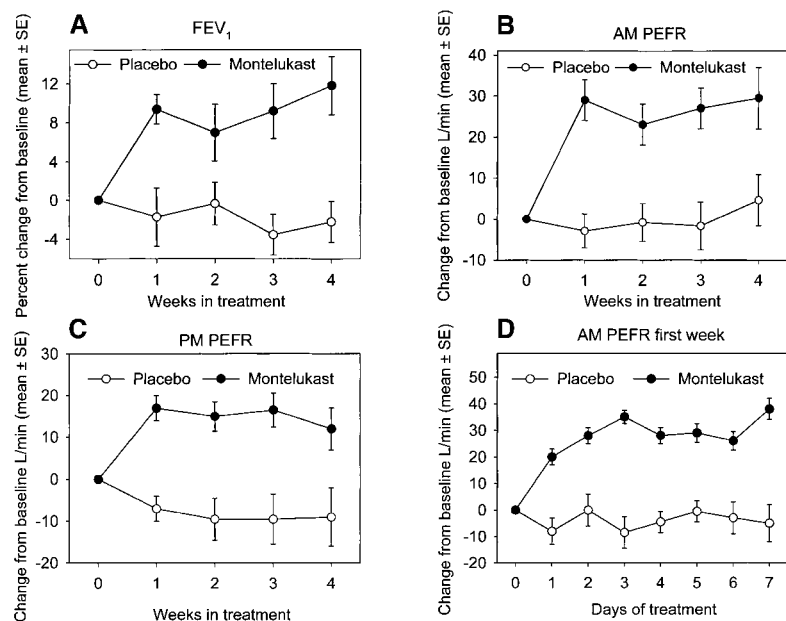 A
FEV1
Percent change from baseline (mean ± SE)
Placebo Montelukast
12
8
4
0
-4
0 1 2 3 4
Weeks in treatment
B
AM PEFR
Change from baseline L/min (mean ± SE)
Placebo Montelukast
40
30
20
10
0
-10
0 1 2 3 4
Weeks in treatment
C
PM PEFR
Change from baseline L/min (mean ± SE)
Placebo Montelukast
30
20
10
0
-10
-20
0 1 2 3 4
Weeks in treatment
D
AM PEFR first week
Change from baseline L/min (mean ± SE)
Placebo Montelukast
50
40
30
20
10
0
-10
-20
0 1 2 3 4 5 6 7
Days of treatment